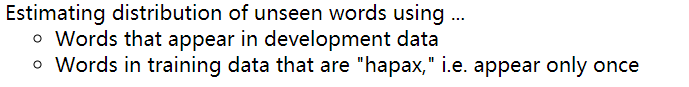 Estimating distribution of unseen words using ...
○ Words that appear in development data
○ Words in training data that are "hapax," i.e. appear only once